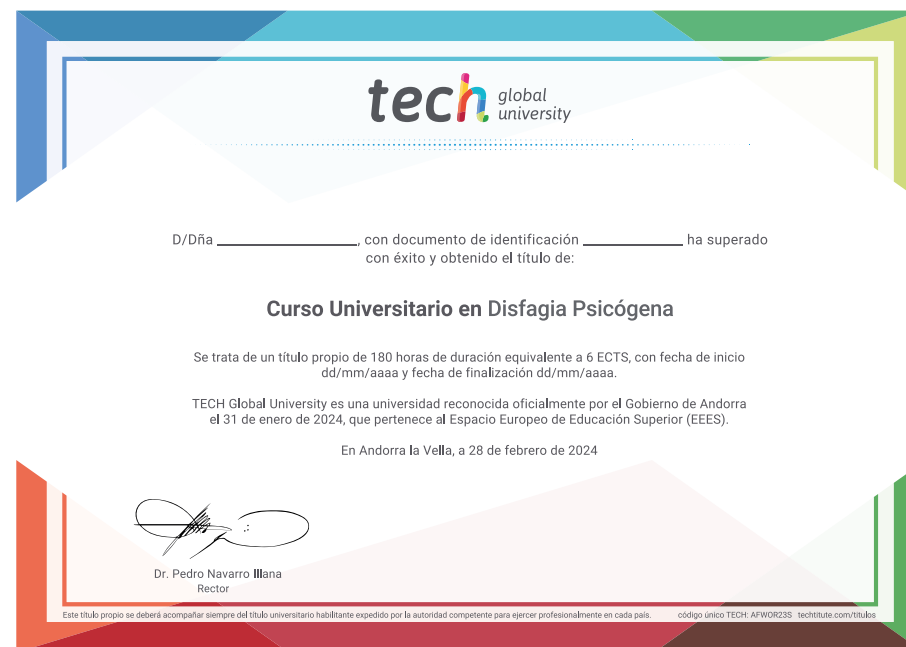 tech global
university
D/Dña ________________, con documento de identificación ____________ ha superado
con éxito y obtenido el título de:
Curso Universitario en Disfagia Psicógena
Se trata de un título propio de 180 horas de duración equivalente a 6 ECTS, con fecha de inicio
dd/mm/aaaa y fecha de finalización dd/mm/aaaa.
TECH Global University es una universidad reconocida oficialmente por el Gobierno de Andorra
el 31 de enero de 2024, que pertenece al Espacio Europeo de Educación Superior (EEES).
En Andorra la Vella, a 28 de febrero de 2024
Dr. Pedro Navarro Illana
Rector
Este título propio se deberá acompañar siempre del título universitario habilitante expedido por la autoridad competente para ejercer profesionalmente en cada país. código único TECH: AFWOR23S techtitute.com/titulos